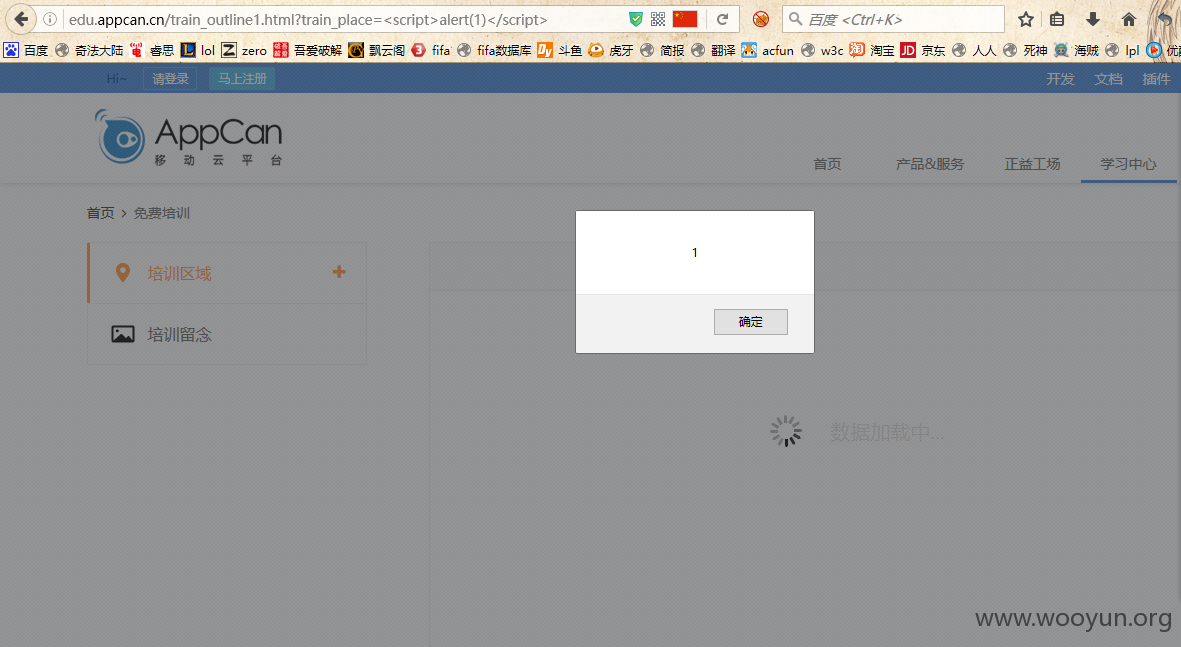 edu.appcan.cn/train_outline1.html?train_place=<script>alert(1)</script>
百度 <Ctrl+K>
百度 奇法大陆 睿思 lol zero 吾爱破解 飘云阁 fifa fifa数据库 斗鱼 虎牙 简报 翻译 acfun w3c 淘宝 京东 人人 死神 海贼 lpl 优
Hi~ 请登录 马上注册 开发 文档 插件
AppCan
移动云平台
首页 产品&服务 正益工场 学习中心
首页 > 免费培训
培训区域
培训留念
1
确定
数据加载中...
www.wooyun.org